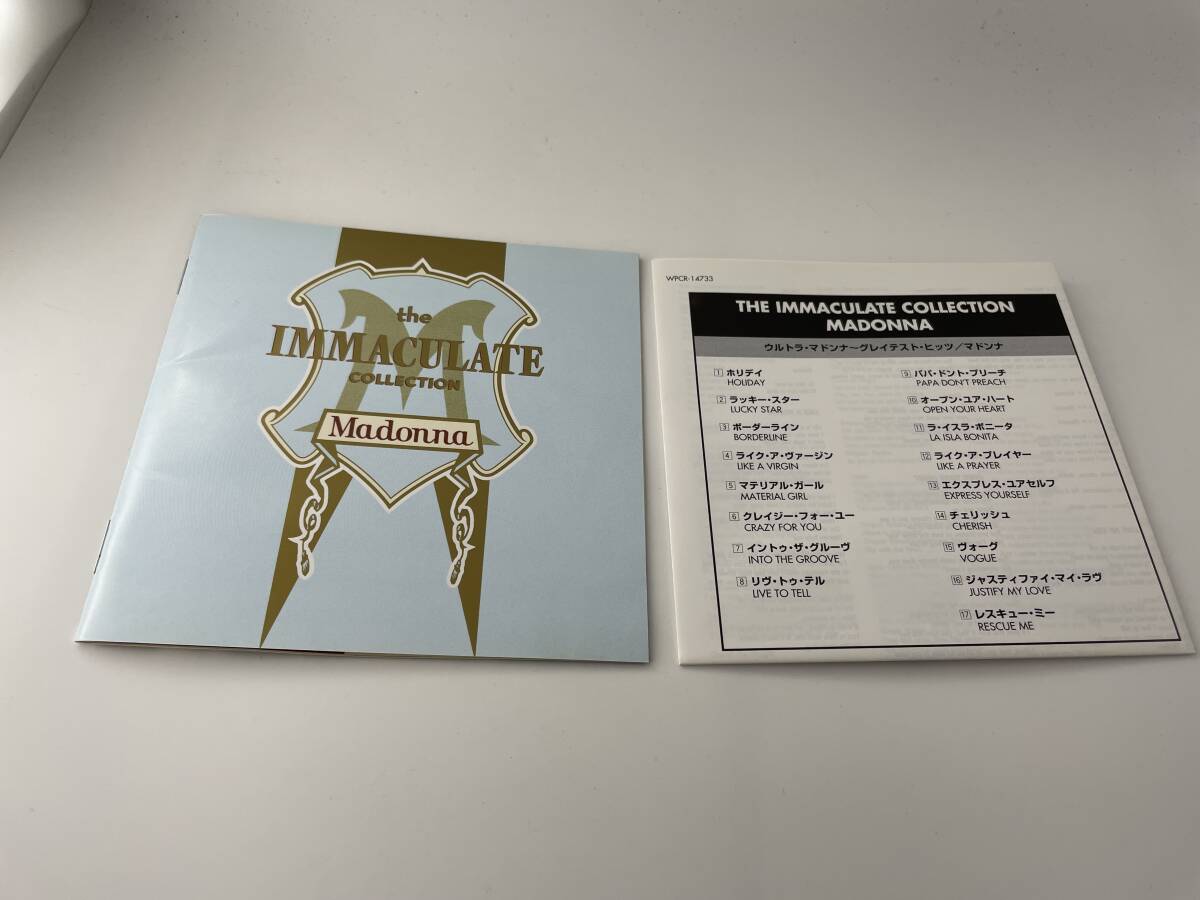 the
IMMACULATE
COLLECTION
Madonna
WPCR-14733
THE IMMACULATE COLLECTION
MADONNA
ウルトラ・マドンナ〜グレイテスト・ヒッツ/マドンナ
1 ホリデイ
HOLIDAY
2 ラッキー・スター
LUCKY STAR
3 ボーダーライン
BORDERLINE
4 ライク・ア・ヴァージン
LIKE A VIRGIN
5 マテリアル・ガール
MATERIAL GIRL
6 クレイジー・フォー・ユー
CRAZY FOR YOU
7 イントゥ・ザ・グルーヴ
INTO THE GROOVE
8 リヴ・トゥ・テル
LIVE TO TELL
9 パパ・ドント・プリーチ
PAPA DON'T PREACH
10 オープン・ユア・ハート
OPEN YOUR HEART
11 ラ・イスラ・ボニータ
LA ISLA BONITA
12 ライク・ア・プレイヤー
LIKE A PRAYER
13 エクスプレス・ユアセルフ
EXPRESS YOURSELF
14 チェリッシュ
CHERISH
15 ヴォーグ
VOGUE
16 ジャスティファイ・マイ・ラヴ
JUSTIFY MY LOVE
17 レスキュー・ミー
RESCUE ME